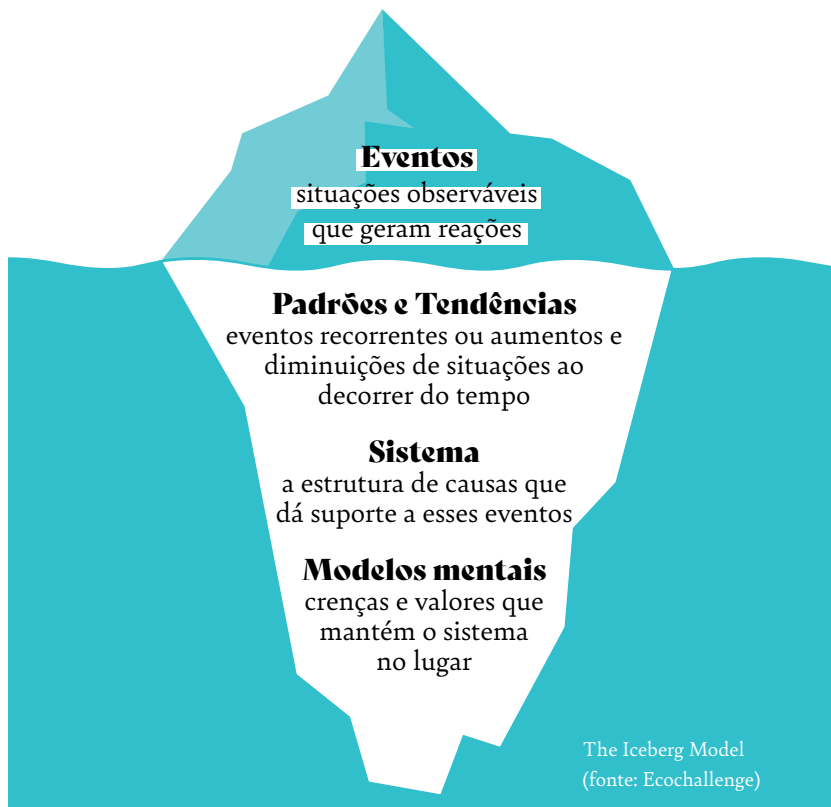 Eventos
situações observáveis
que geram reações
Padrões e Tendências
eventos recorrentes ou aumentos e
diminuições de situações ao
decorrer do tempo
Sistema
a estrutura de causas que
dá suporte a esses eventos
Modelos mentais
crenças e valores que
mantém o sistema
no lugar
The Iceberg Model
(fonte: Ecochallenge)